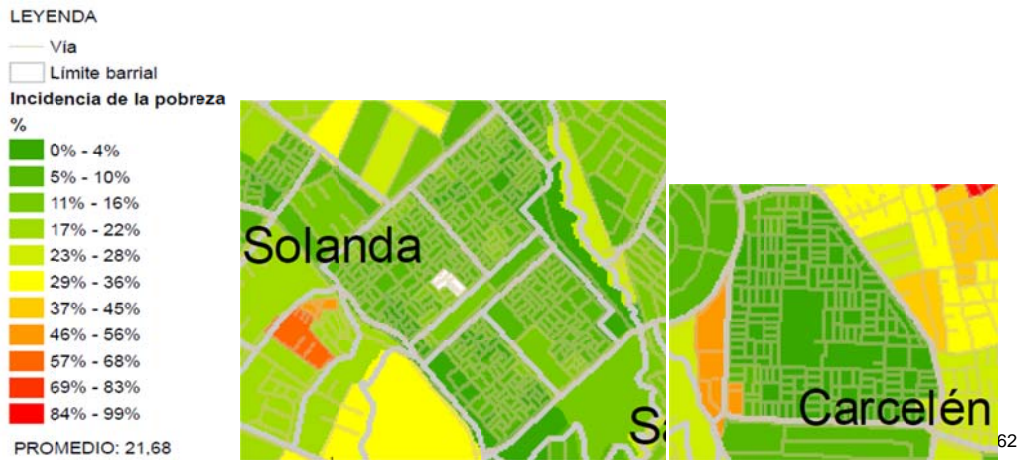 LEYENDA
Vía
Límite barrial
Incidencia de la pobreza
%
0% - 4%
5% - 10%
11% - 16%
17% - 22%
23% - 28%
29% - 36%
37% - 45%
46% - 56%
57% - 68%
69% - 83%
84% - 99%
PROMEDIO: 21.68
Solanda
Sa
Carcelén
62